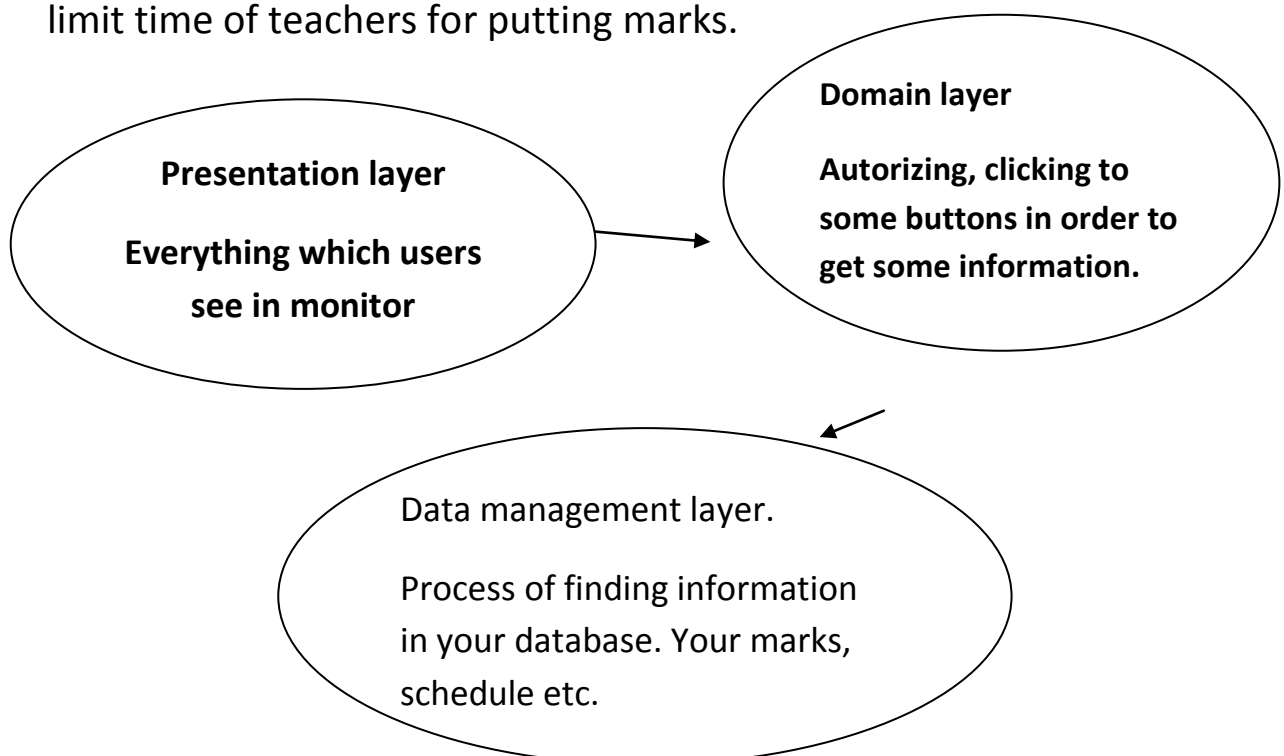 limit time of teachers for putting marks.
Presentation layer
Everything which users
see in monitor
Domain layer
Autorizing, clicking to
some buttons in order to
get some information.
Data management layer.
Process of finding information
in your database. Your marks,
schedule etc.